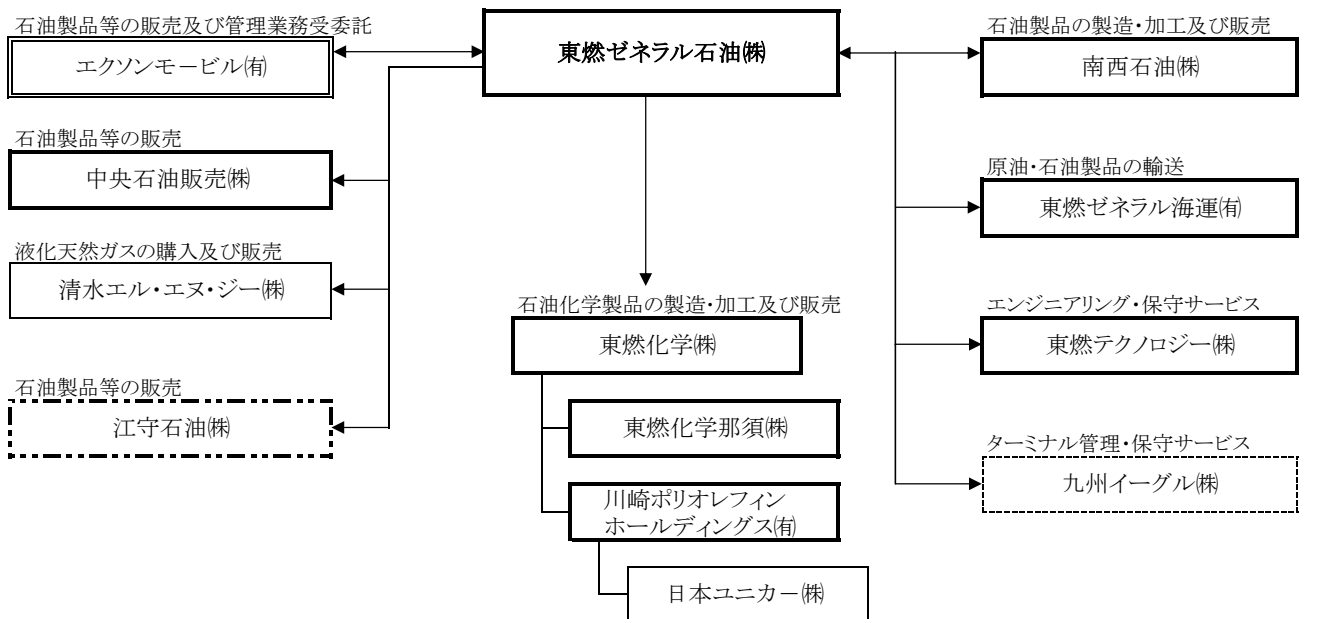 石油製品等の販売及び管理業務受委託
エクソンモービル㈲
石油製品等の販売
中央石油販売㈱
液化天然ガスの購入及び販売
清水エル・エヌ・ジー㈱
石油製品等の販売
江守石油㈱
東燃ゼネラル石油㈱
石油化学製品の製造・加工及び販売
東燃化学㈱
東燃化学那須㈱
川崎ポリオレフィン
ホールディングス㈲
日本ユニカー㈱
石油製品の製造・加工及び販売
南西石油㈱
原油・石油製品の輸送
東燃ゼネラル海運㈲
エンジニアリング・保守サービス
東燃テクノロジー㈱
ターミナル管理・保守サービス
九州イーグル㈱